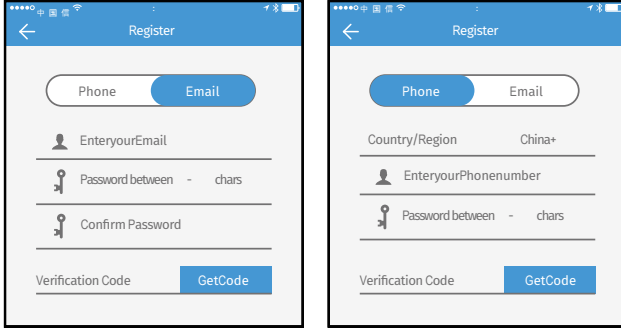 中国信
:
Register
Phone Email
EnteryourEmail
Password between - chars
Confirm Password
Verification Code GetCode
中国信
:
Register
Phone Email
Country/Region China+
EnteryourPhonenumber
Password between - chars
Verification Code GetCode